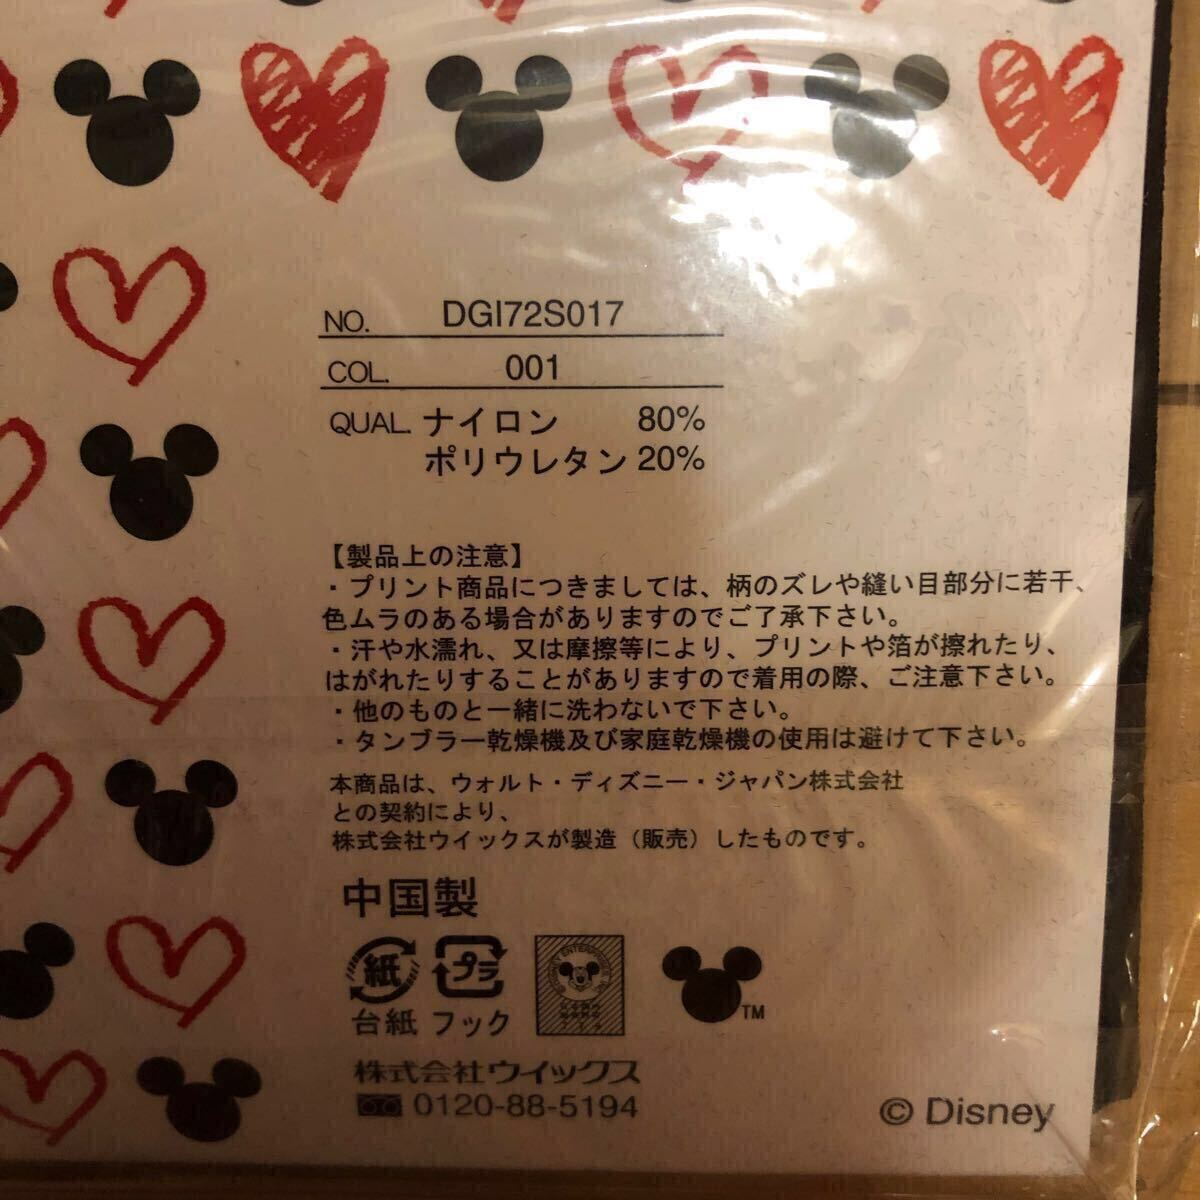 NO. DGI72S017
COL. 001
QUAL. ナイロン 80%
ポリウレタン 20%
【製品上の注意】
・プリント商品につきましては、柄のズレや縫い目部分に若干、
色ムラのある場合がありますのでご了承下さい。
・汗や水濡れ、又は摩擦等により、プリントや箔が擦れたり、
はがれたりすることがありますので着用の際、ご注意下さい。
・他のものと一緒に洗わないで下さい。
・タンブラー乾燥機及び家庭乾燥機の使用は避けて下さい。
本商品は、ウォルト・ディズニー・ジャパン株式会社
との契約により、
株式会社ウイックスが製造（販売）したものです。
中国製
紙 プラ
台紙 フック
TM
株式会社ウイックス
0120-88-5194
© Disney